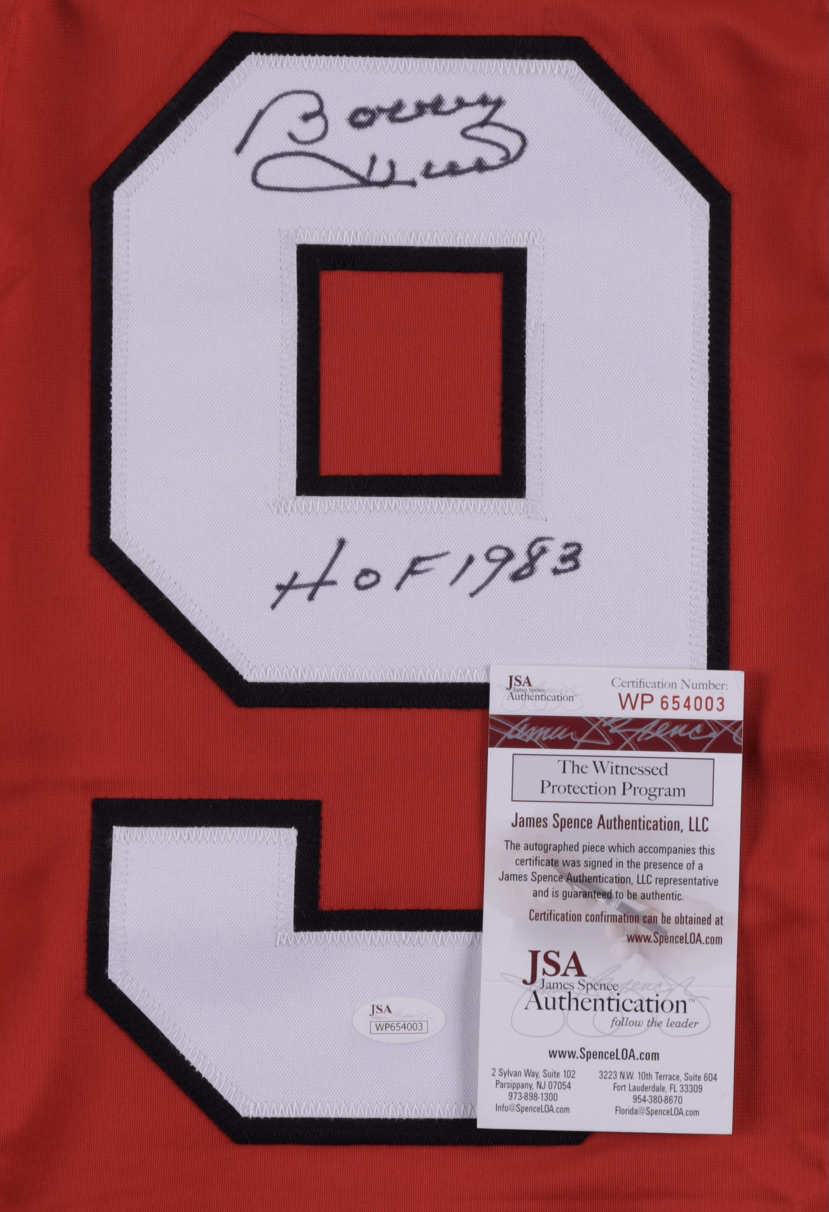 Bobby
Hull
HOF 1983
9
JSA
James Spence
Authentication
Certification Number:
WP 654003
The Witnessed
Protection Program
James Spence Authentication, LLC
The autographed piece which accompanies this
certificate was signed in the presence of a
James Spence Authentication, LLC representative
and is guaranteed to be authentic.
Certification confirmation can be obtained at
www.SpenceLOA.com
JSA
James Spence
Authentication™
follow the leader
www.SpenceLOA.com
2 Sylvan Way, Suite 102
Parsippany, NJ 07054
973-898-1300
Info@SpenceLOA.com
3223 N.W. 10th Terrace, Suite 604
Fort Lauderdale, FL 33309
954-380-8670
Florida@SpenceLOA.com
JSA
WP654003